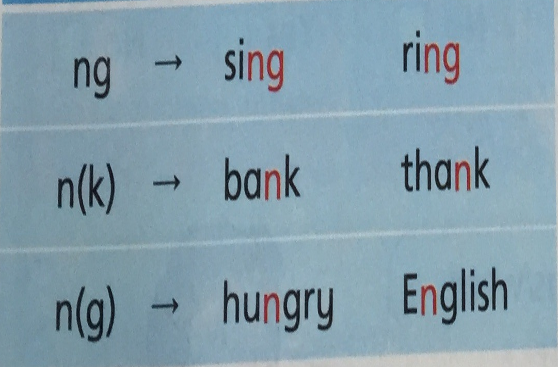 ng → sing ring
n(k) → bank thank
n(g) → hungry English